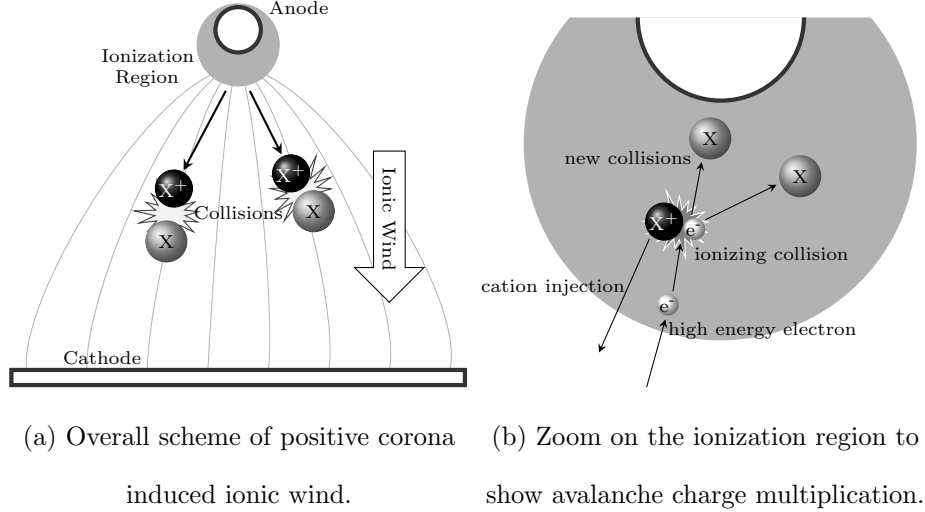 Anode
Ionization
Region
X⁺
X⁺
Collisions
X
X
Ionic Wind
Cathode
(a) Overall scheme of positive corona
induced ionic wind.
X
new collisions
X
X⁺
e⁻
ionizing collision
cation injection
e⁻
high energy electron
(b) Zoom on the ionization region to
show avalanche charge multiplication.